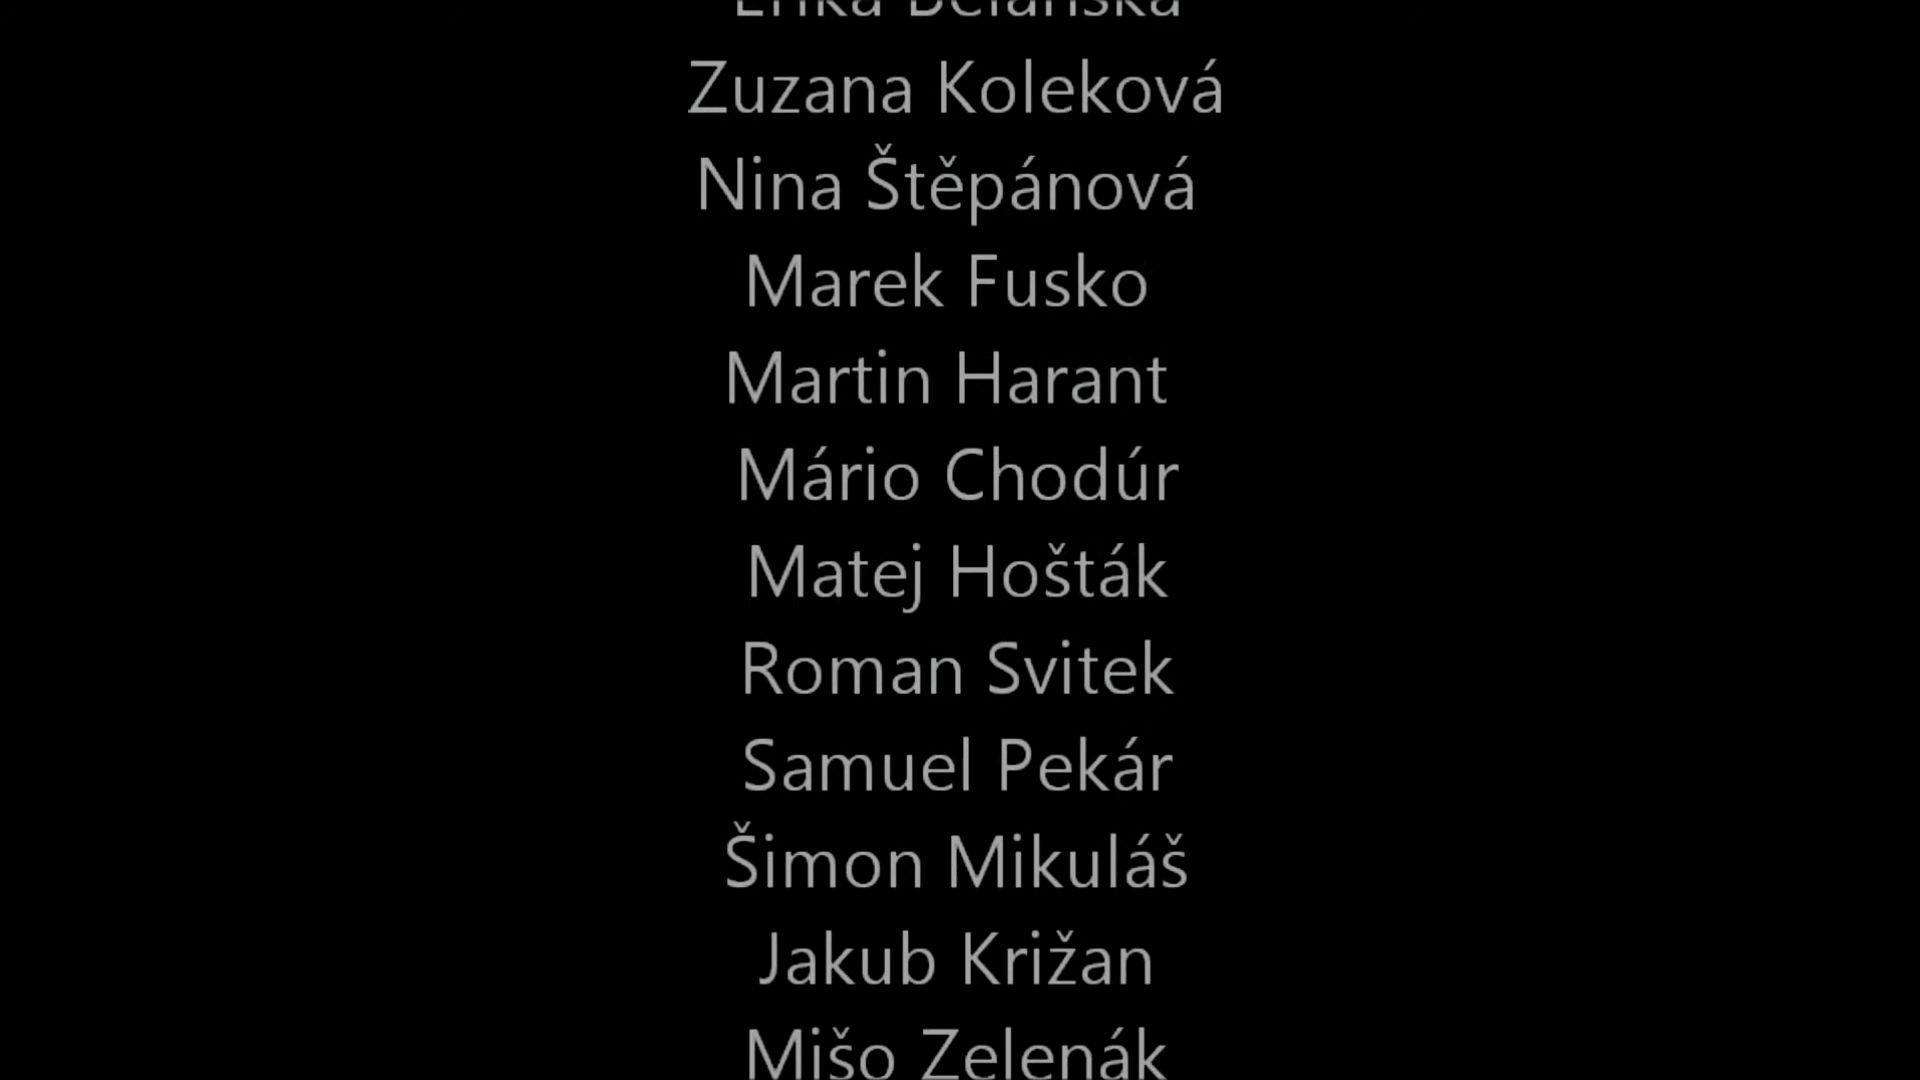 Zuzana Koleková
Nina Štěpánová
Marek Fusko
Martin Harant
Mário Chodúr
Matej Hošták
Roman Svitek
Samuel Pekár
Šimon Mikuláš
Jakub Križan
Mišo Zelenák